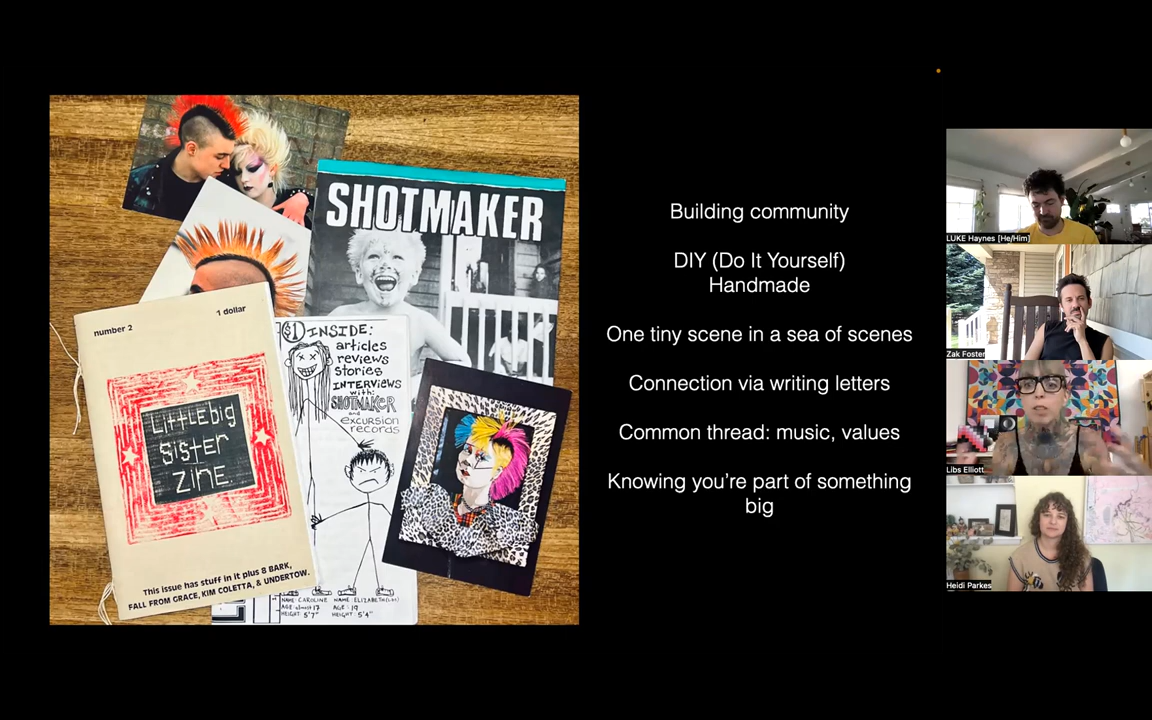 SHOTMAKER
number 2
1 dollar
Littlebig
Sister
Zine
This issue has stuff in it plus 8 BARK,
FALL FROM GRACE, KIM COLETTA, & UNDERTOW.
$1 INSIDE:
articles
reviews
stories
INTERVIEWS
with:
SHOTMAKER
and
excursion
records
NAME: CAROLINE NAME: ELIZABETH
AGE: almost 17 AGE: 19
HEIGHT: 5'7" HEIGHT: 5'4"
Building community
DIY (Do It Yourself)
Handmade
One tiny scene in a sea of scenes
Connection via writing letters
Common thread: music, values
Knowing you’re part of something
big
LUKE Haynes [He/Him]
Zak Foster
Libs Elliott
Heidi Parkes